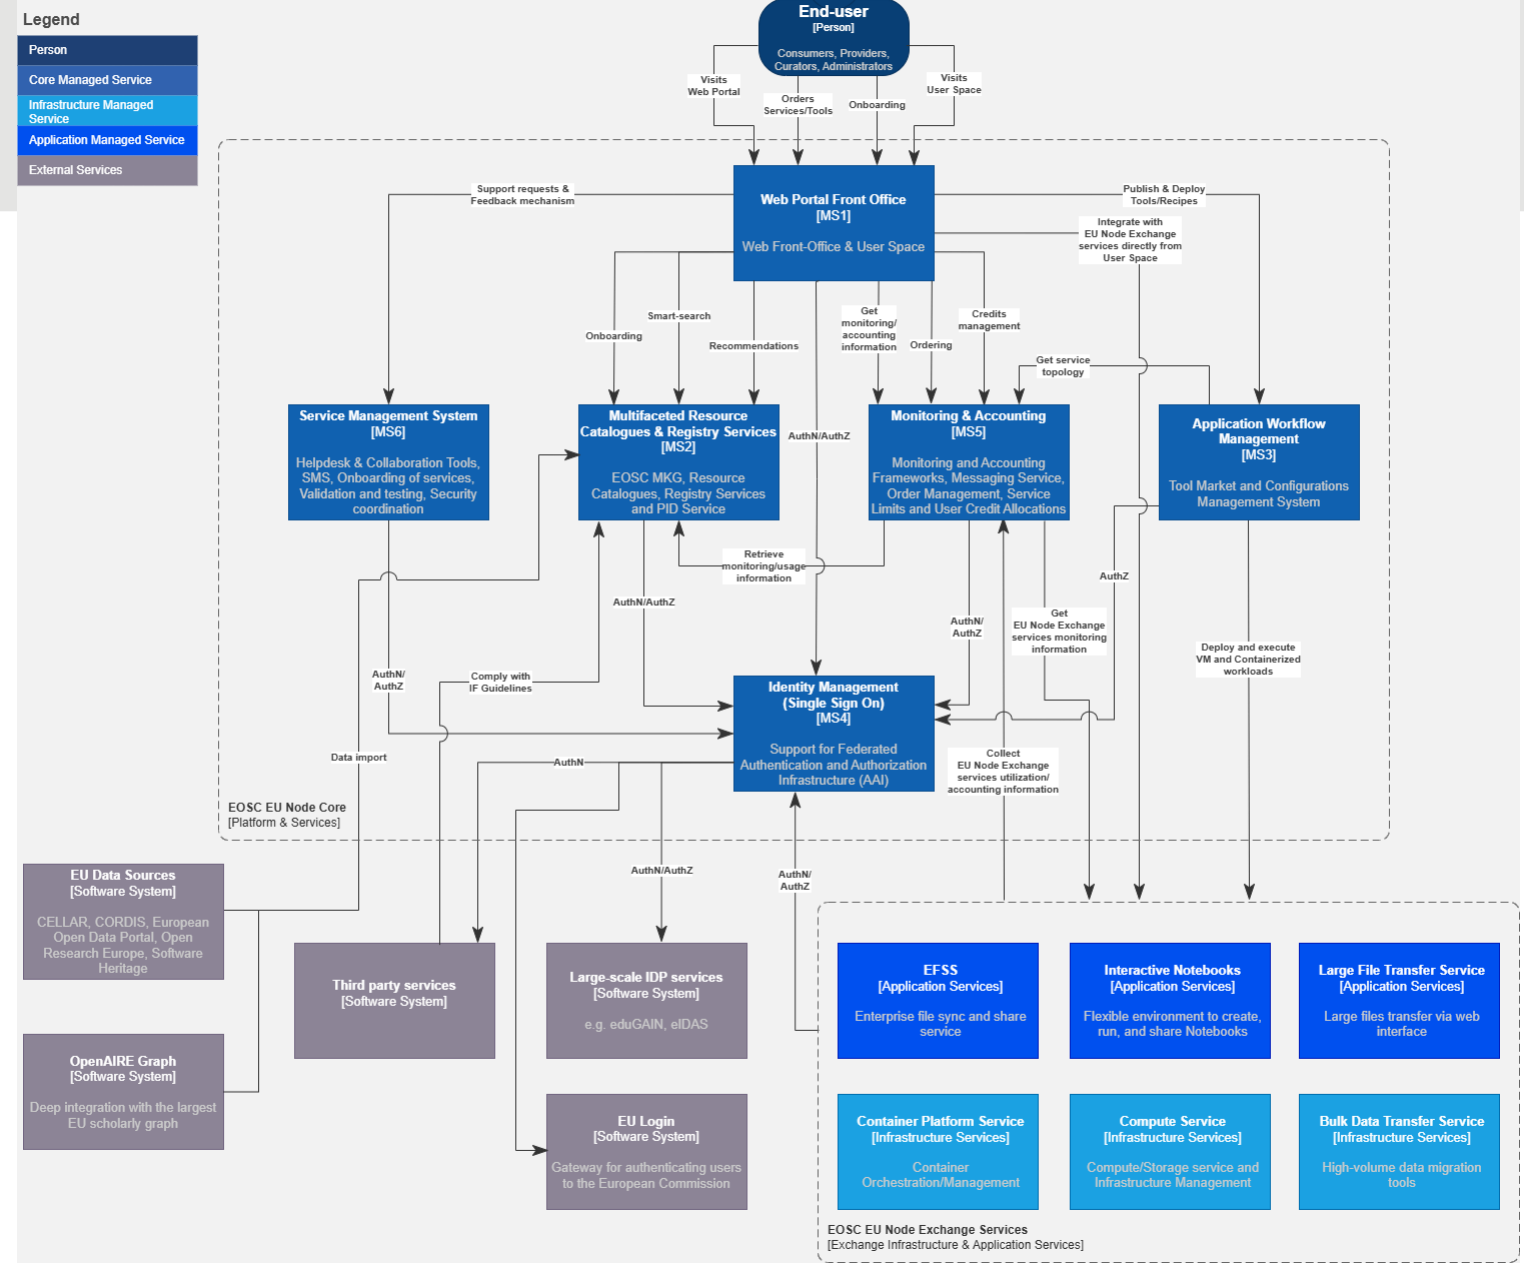 Legend
Person
Core Managed Service
Infrastructure Managed
Service
Application Managed Service
External Services
End-user
[Person]
Consumers, Providers,
Curators, Administrators
Visits
Web Portal
Orders
Services/Tools
Onboarding
Visits
User Space
Web Portal Front Office
[MS1]
Web Front-Office & User Space
Support requests &
Feedback mechanism
Publish & Deploy
Tools/Recipes
Integrate with
EU Node Exchange
services directly from
User Space
Onboarding
Smart-search
Recommendations
AuthN/AuthZ
Get
monitoring/
accounting
information
Ordering
Credits
management
Get service
topology
Service Management System
[MS6]
Helpdesk & Collaboration Tools,
SMS, Onboarding of services,
Validation and testing, Security
coordination
Multifaceted Resource
Catalogues & Registry Services
[MS2]
EOSC MKG, Resource
Catalogues, Registry Services
and PID Service
Monitoring & Accounting
[MS5]
Monitoring and Accounting
Frameworks, Messaging Service,
Order Management, Service
Limits and User Credit Allocations
Application Workflow
Management
[MS3]
Tool Market and Configurations
Management System
Retrieve
monitoring/usage
information
AuthN/AuthZ
AuthN/
AuthZ
Get
EU Node Exchange
services monitoring
information
AuthZ
Deploy and execute
VM and Containerized
workloads
AuthN/
AuthZ
Comply with
IF Guidelines
Identity Management
(Single Sign On)
[MS4]
Support for Federated
Authentication and Authorization
Infrastructure (AAI)
Data import
AuthN
Collect
EU Node Exchange
services utilization/
accounting information
EOSC EU Node Core
[Platform & Services]
AuthN/AuthZ
AuthN/
AuthZ
EU Data Sources
[Software System]
CELLAR, CORDIS, European
Open Data Portal, Open
Research Europe, Software
Heritage
Third party services
[Software System]
Large-scale IDP services
[Software System]
e.g. eduGAIN, eIDAS
EFSS
[Application Services]
Enterprise file sync and share
service
Interactive Notebooks
[Application Services]
Flexible environment to create,
run, and share Notebooks
Large File Transfer Service
[Application Services]
Large files transfer via web
interface
OpenAIRE Graph
[Software System]
Deep integration with the largest
EU scholarly graph
EU Login
[Software System]
Gateway for authenticating users
to the European Commission
Container Platform Service
[Infrastructure Services]
Container
Orchestration/Management
Compute Service
[Infrastructure Services]
Compute/Storage service and
Infrastructure Management
Bulk Data Transfer Service
[Infrastructure Services]
High-volume data migration
tools
EOSC EU Node Exchange Services
[Exchange Infrastructure & Application Services]